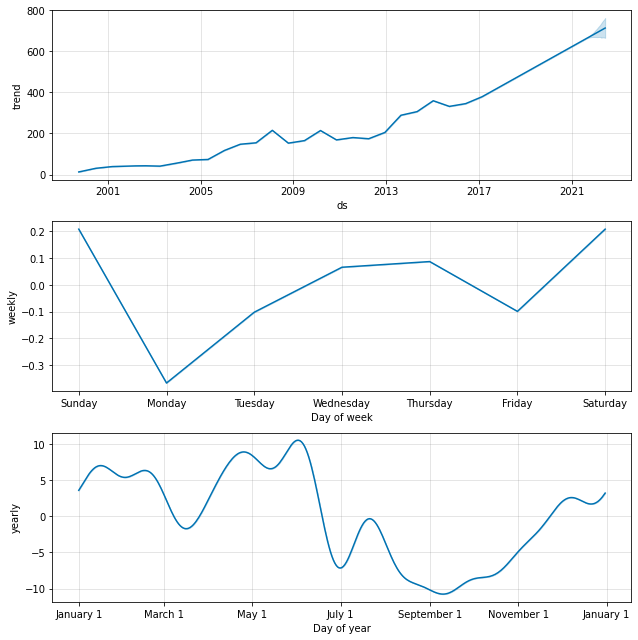 800
600
400
200
0
trend
2001 2005 2009 2013 2017 2021
ds
0.2
0.1
0.0
−0.1
−0.2
−0.3
weekly
Sunday Monday Tuesday Wednesday Thursday Friday Saturday
Day of week
10
5
0
−5
−10
yearly
January 1 March 1 May 1 July 1 September 1 November 1 January 1
Day of year